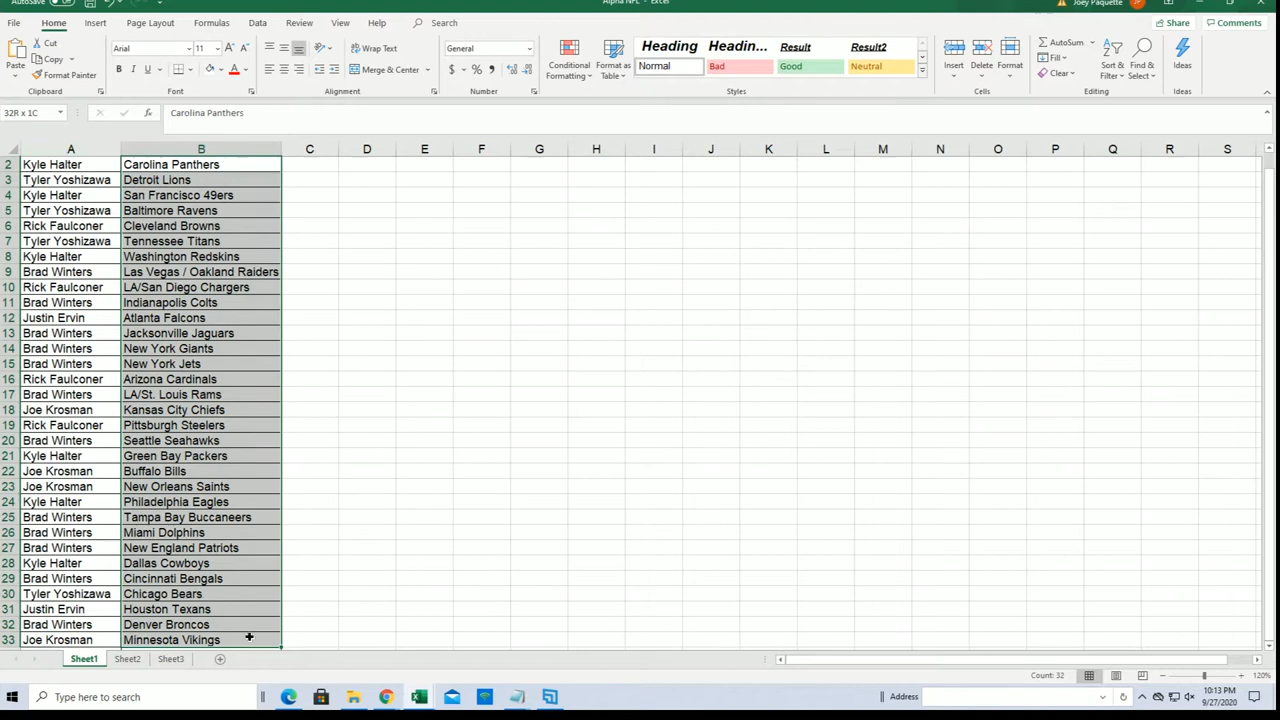 AutoSave Off
Alpha NFL - Excel
Joey Paquette
File Home Insert Page Layout Formulas Data Review View Help Search Share Comments
Paste Cut Copy Format Painter Clipboard
Arial 11 B I U A Font
Wrap Text Merge & Center Alignment
General $ % , Number
Conditional Formatting Format as Table
Heading Headin... Result Result2
Normal Bad Good Neutral
Styles
Insert Delete Format Cells
AutoSum Fill Clear Sort & Filter Find & Select Editing
Ideas Ideas
32R x 1C fx Carolina Panthers
A B C D E F G H I J K L M N O P Q R S
2 Kyle Halter Carolina Panthers
3 Tyler Yoshizawa Detroit Lions
4 Kyle Halter San Francisco 49ers
5 Tyler Yoshizawa Baltimore Ravens
6 Rick Faulconer Cleveland Browns
7 Tyler Yoshizawa Tennessee Titans
8 Kyle Halter Washington Redskins
9 Brad Winters Las Vegas / Oakland Raiders
10 Rick Faulconer LA/San Diego Chargers
11 Brad Winters Indianapolis Colts
12 Justin Ervin Atlanta Falcons
13 Brad Winters Jacksonville Jaguars
14 Brad Winters New York Giants
15 Brad Winters New York Jets
16 Rick Faulconer Arizona Cardinals
17 Brad Winters LA/St. Louis Rams
18 Joe Krosman Kansas City Chiefs
19 Rick Faulconer Pittsburgh Steelers
20 Brad Winters Seattle Seahawks
21 Kyle Halter Green Bay Packers
22 Joe Krosman Buffalo Bills
23 Joe Krosman New Orleans Saints
24 Kyle Halter Philadelphia Eagles
25 Brad Winters Tampa Bay Buccaneers
26 Brad Winters Miami Dolphins
27 Brad Winters New England Patriots
28 Kyle Halter Dallas Cowboys
29 Brad Winters Cincinnati Bengals
30 Tyler Yoshizawa Chicago Bears
31 Justin Ervin Houston Texans
32 Brad Winters Denver Broncos
33 Joe Krosman Minnesota Vikings
Sheet1 Sheet2 Sheet3
Count: 32 120%
Type here to search Address 10:13 PM
9/27/2020